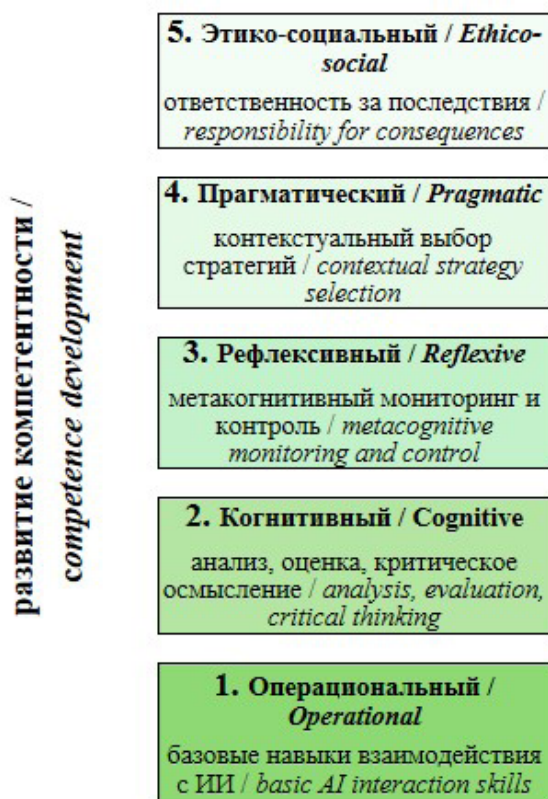 развитие компетентности /
competence development
5. Этико-социальный / Ethico-
social
ответственность за последствия /
responsibility for consequences
4. Прагматический / Pragmatic
контекстуальный выбор
стратегий / contextual strategy
selection
3. Рефлексивный / Reflexive
метакогнитивный мониторинг и
контроль / metacognitive
monitoring and control
2. Когнитивный / Cognitive
анализ, оценка, критическое
осмысление / analysis, evaluation,
critical thinking
1. Операциональный /
Operational
базовые навыки взаимодействия
с ИИ / basic AI interaction skills